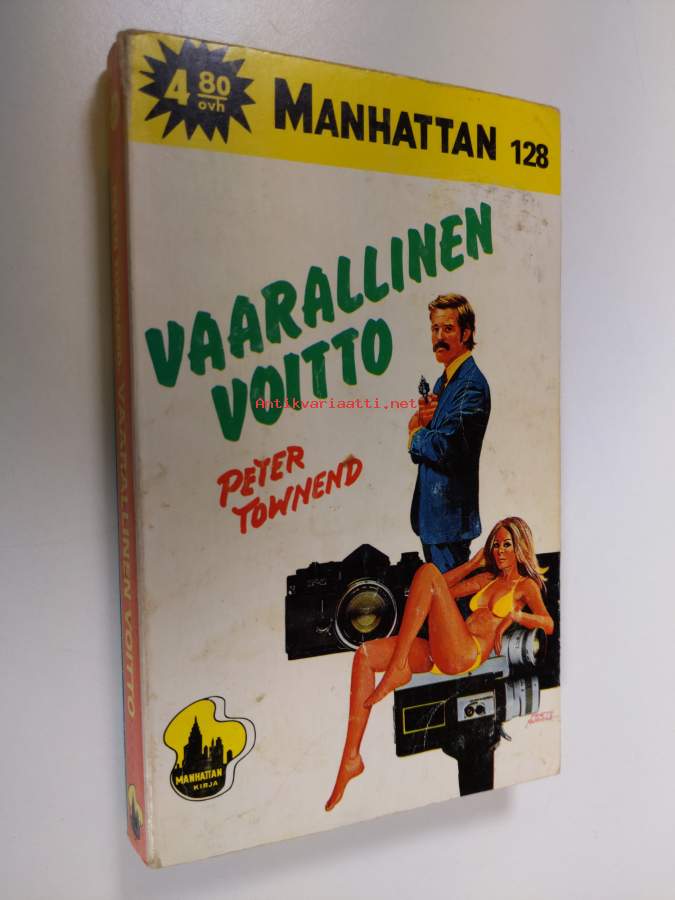 4 80
ovh
MANHATTAN 128
VAARALLINEN
VOITTO
Antikvariaatti.net
PETER
TOWNEND
MANHATTAN
KIRJA
VAARALLINEN VOITTO